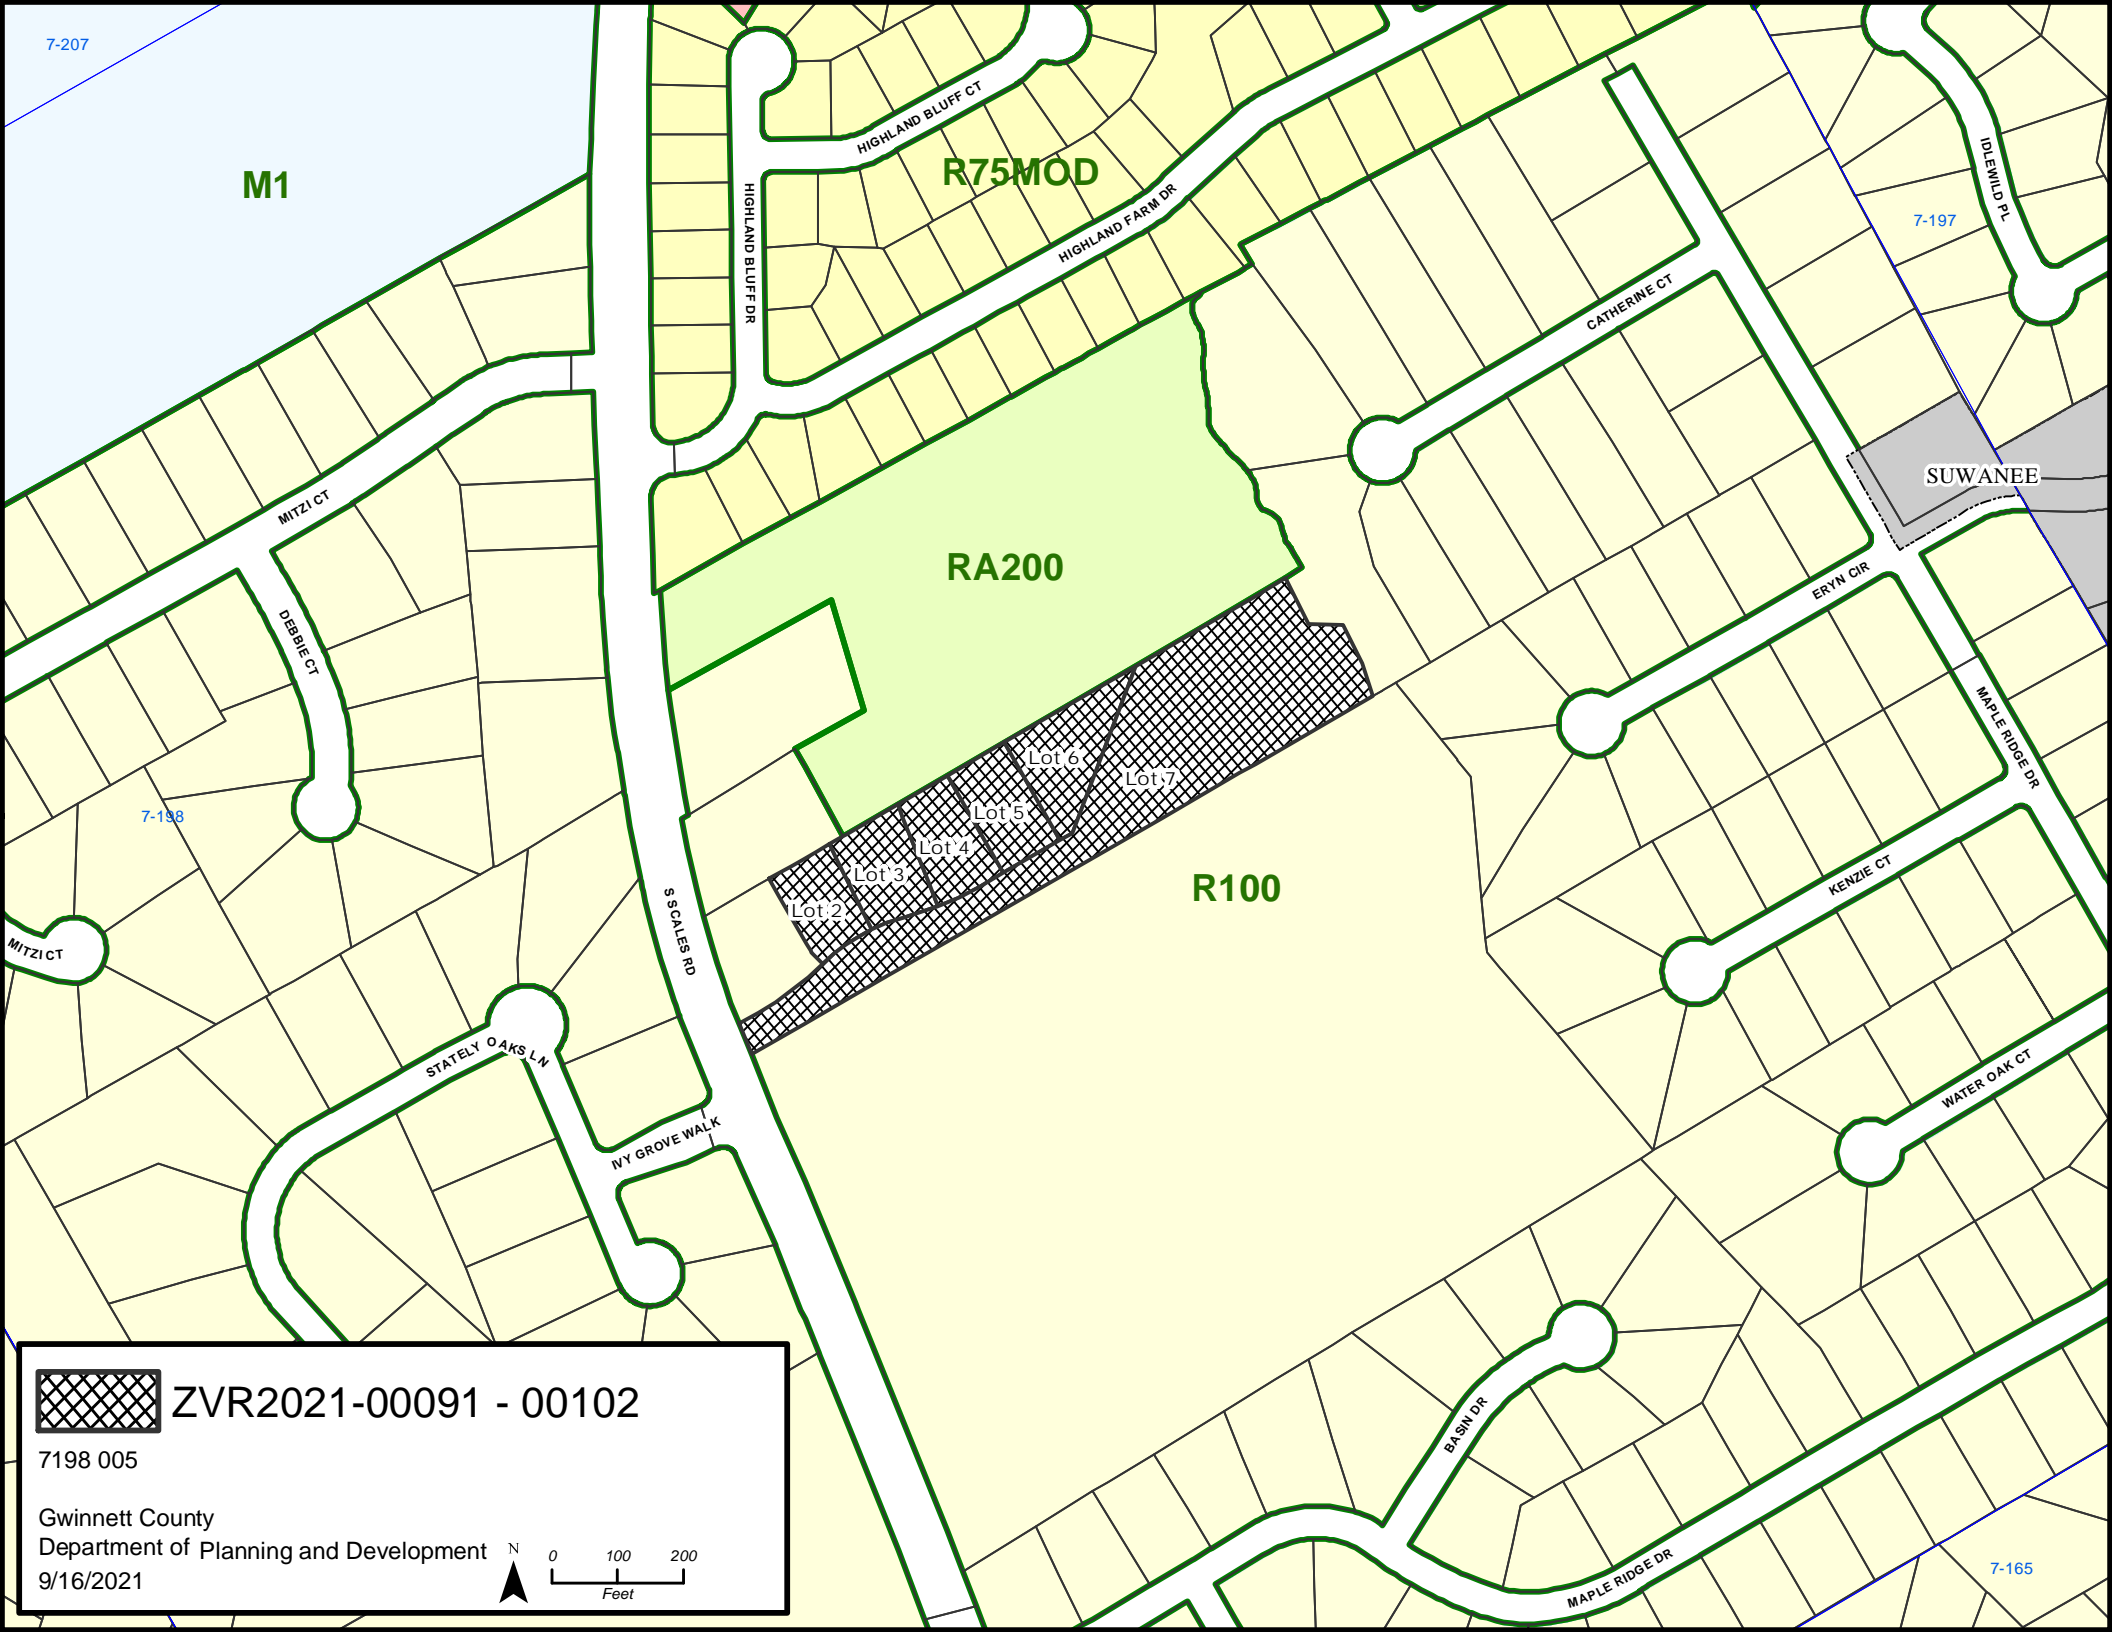 7-207
M1
HIGHLAND BLUFF CT
R75MOD
HIGHLAND BLUFF DR
HIGHLAND FARM DR
IDLEWILD PL
7-197
CATHERINE CT
MITZI CT
SUWANEE
RA200
ERYN CIR
DEBBIE CT
MAPLE RIDGE DR
7-198
Lot 6
Lot 7
Lot 5
Lot 4
Lot 3
Lot 2
R100
KENZIE CT
S SCALES RD
MITZI CT
STATELY OAKS LN
WATER OAK CT
IVY GROVE WALK
BASIN DR
MAPLE RIDGE DR
7-165
ZVR2021-00091 - 00102
7198 005
Gwinnett County
Department of Planning and Development
9/16/2021
N
0 100 200
Feet